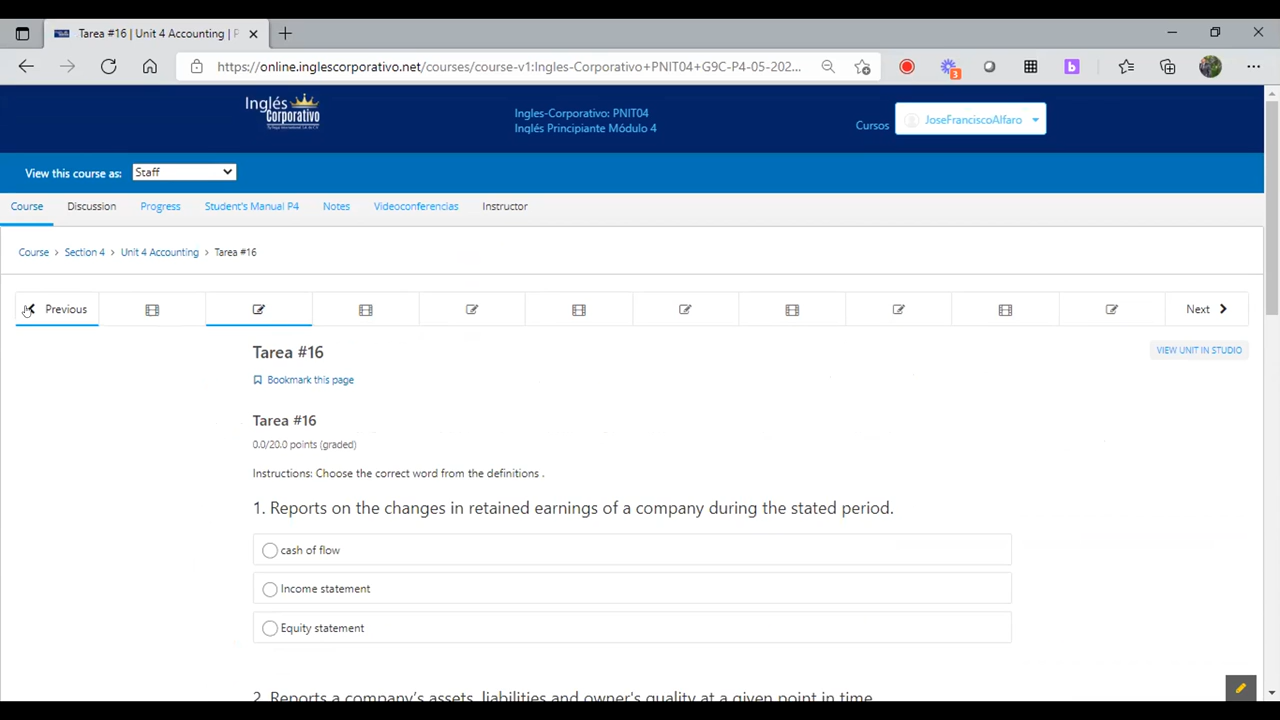 Tarea #16 | Unit 4 Accounting | P
https://online.inglescorporativo.net/courses/course-v1:Ingles-Corporativo+PNIT04+G9C-P4-05-202...
3
Inglés
Corporativo
Ingles-Corporativo: PNIT04
Inglés Principiante Módulo 4
Cursos
JoseFranciscoAlfaro
View this course as:
Staff
Course
Discussion
Progress
Student's Manual P4
Notes
Videoconferencias
Instructor
Course > Section 4 > Unit 4 Accounting > Tarea #16
Previous
Next
Tarea #16
VIEW UNIT IN STUDIO
Bookmark this page
Tarea #16
0.0/20.0 points (graded)
Instructions: Choose the correct word from the definitions .
1. Reports on the changes in retained earnings of a company during the stated period.
cash of flow
Income statement
Equity statement
2. Reports a company's assets, liabilities and owner's quality at a given point in time.